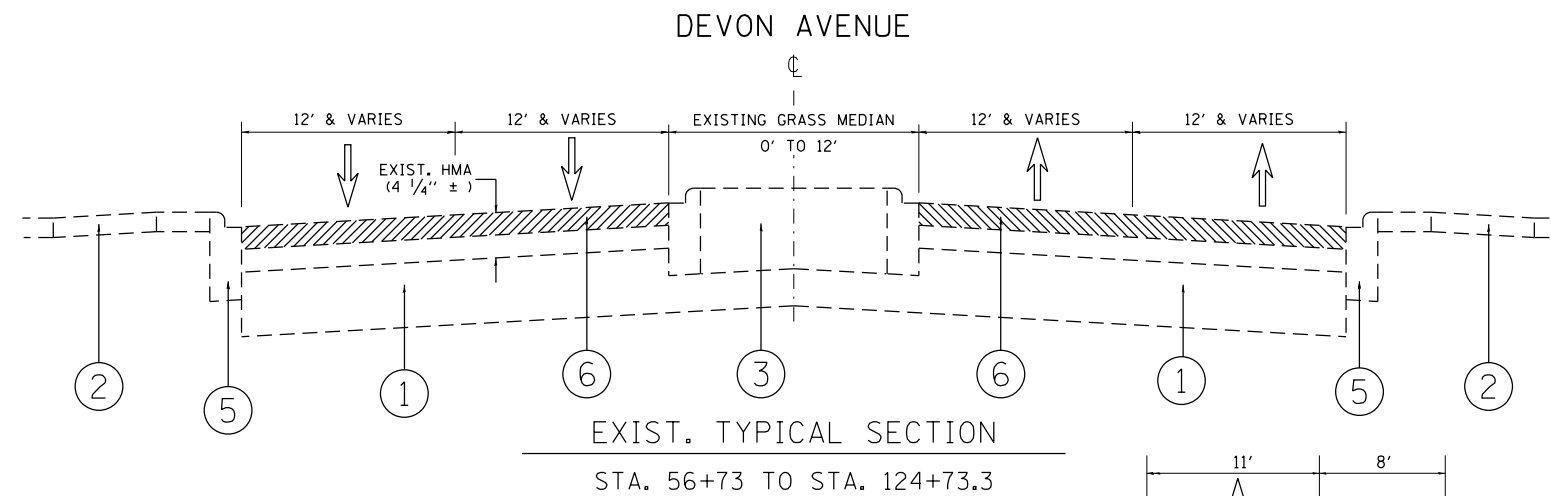 DEVON AVENUE
℄
12' & VARIES 12' & VARIES EXISTING GRASS MEDIAN 12' & VARIES 12' & VARIES
0' TO 12'
EXIST. HMA
(4 1/4" ± )
2 5 1 6 3 6 1 5 2
EXIST. TYPICAL SECTION
STA. 56+73 TO STA. 124+73.3
11' 8'